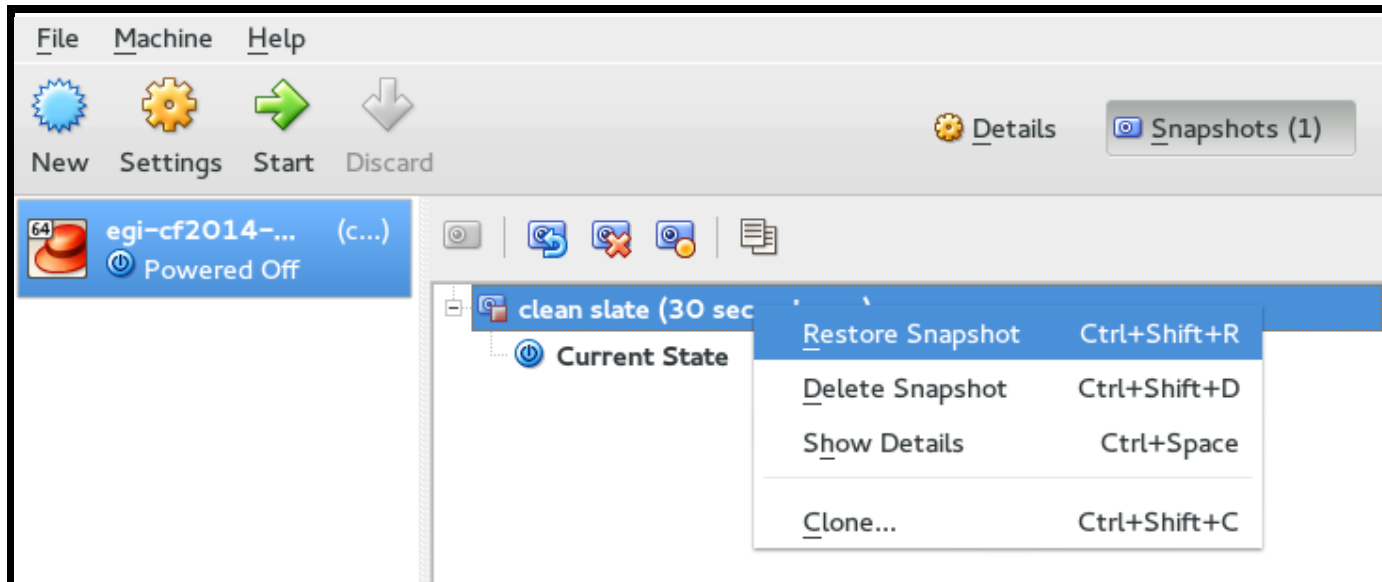 File Machine Help
New Settings Start Discard
Details Snapshots (1)
64 egi-cf2014-... (c...)
Powered Off
clean slate (30 sec
Current State
Restore Snapshot Ctrl+Shift+R
Delete Snapshot Ctrl+Shift+D
Show Details Ctrl+Space
Clone... Ctrl+Shift+C